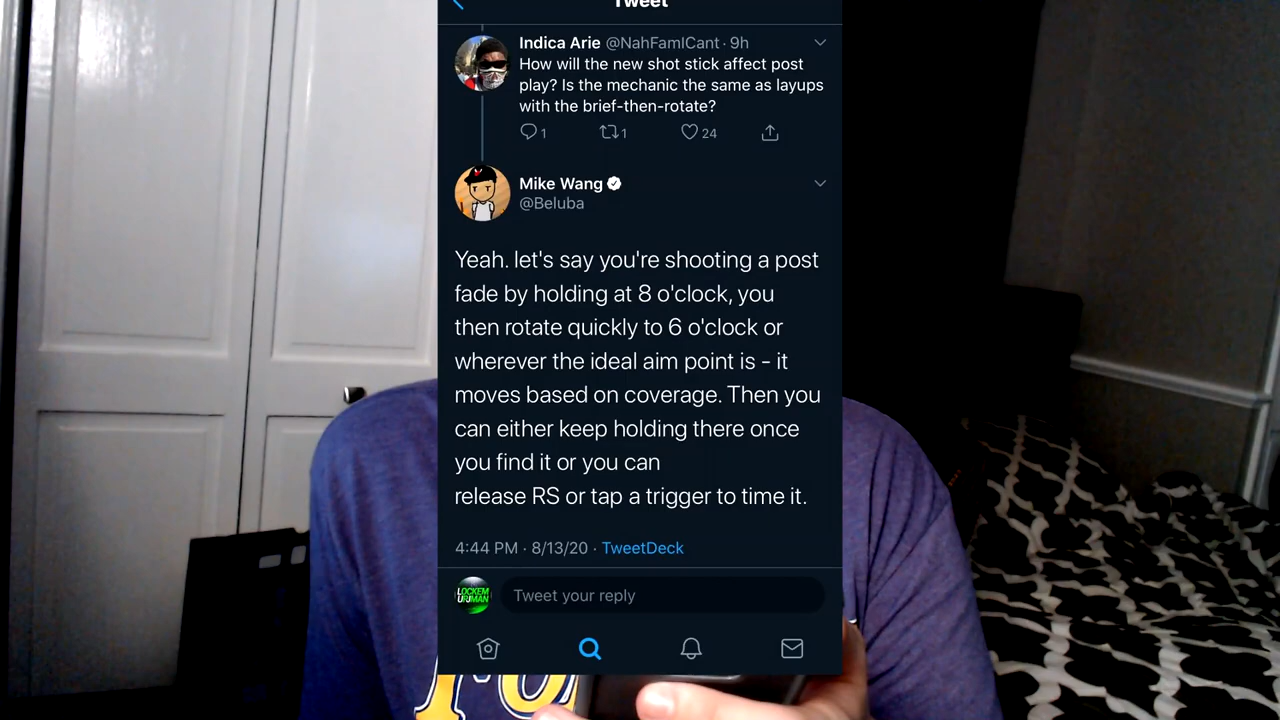 Tweet
Indica Arie @NahFamICant · 9h
How will the new shot stick affect post
play? Is the mechanic the same as layups
with the brief-then-rotate?
1 1 24
Mike Wang
@Beluba
Yeah. let's say you're shooting a post
fade by holding at 8 o'clock, you
then rotate quickly to 6 o'clock or
wherever the ideal aim point is - it
moves based on coverage. Then you
can either keep holding there once
you find it or you can
release RS or tap a trigger to time it.
4:44 PM · 8/13/20 · TweetDeck
LOCKEM
URMAN
Tweet your reply